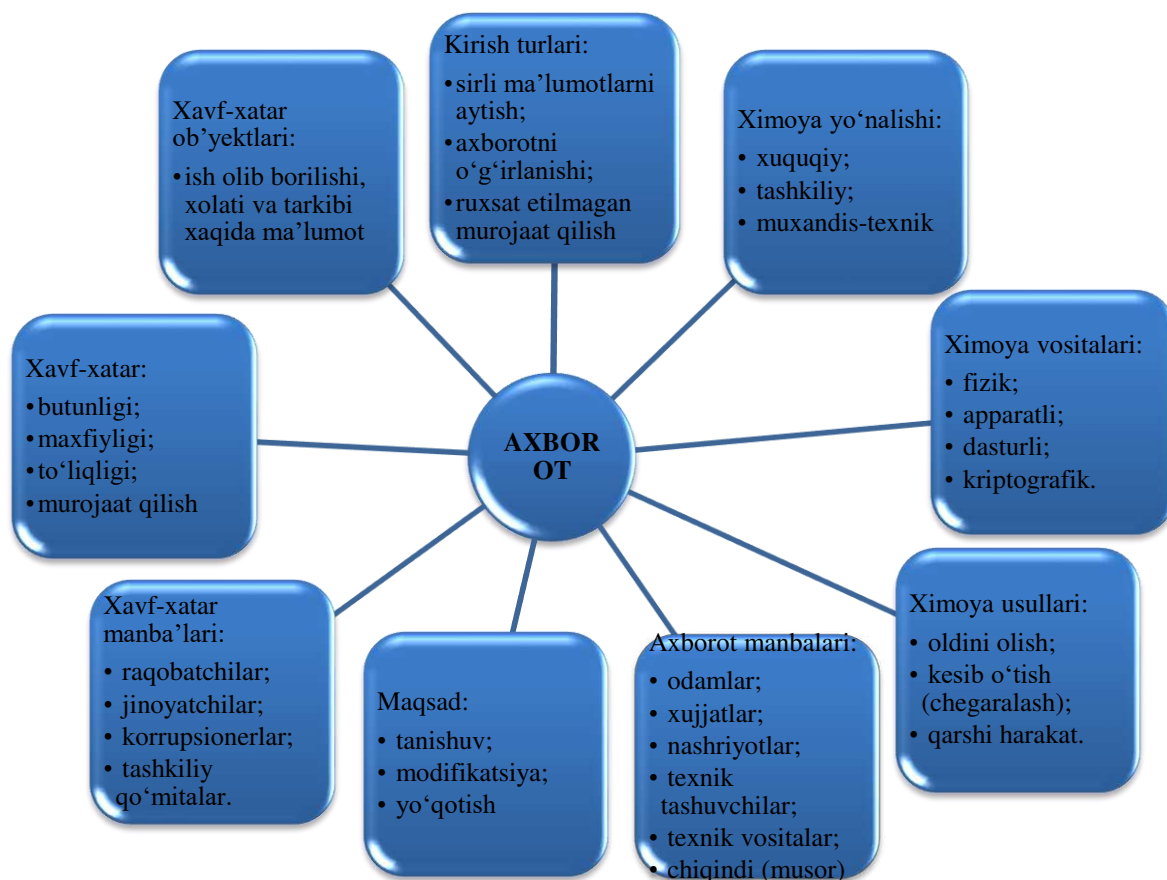 Kirish turlari:
•sirli ma’lumotlarni
aytish;
•axborotni
o‘g‘irlanishi;
•ruxsat etilmagan
murojaat qilish
Ximoya yo‘nalishi:
• xuquqiy;
• tashkiliy;
• muxandis-texnik
Ximoya vositalari:
• fizik;
• apparatli;
• dasturli;
• kriptografik.
Ximoya usullari:
• oldini olish;
• kesib o‘tish
(chegaralash);
• qarshi harakat.
Axborot manbalari:
• odamlar;
• xujjatlar;
• nashriyotlar;
• texnik
tashuvchilar;
• texnik vositalar;
• chiqindi (musor)
Maqsad:
• tanishuv;
• modifikatsiya;
• yo‘qotish
Xavf-xatar
manba’lari:
• raqobatchilar;
• jinoyatchilar;
• korrupsionerlar;
• tashkiliy
qo‘mitalar.
Xavf-xatar:
•butunligi;
•maxfiyligi;
•to‘liqligi;
•murojaat qilish
Xavf-xatar
ob’yektlari:
•ish olib borilishi,
xolati va tarkibi
xaqida ma’lumot
AXBOR
OT